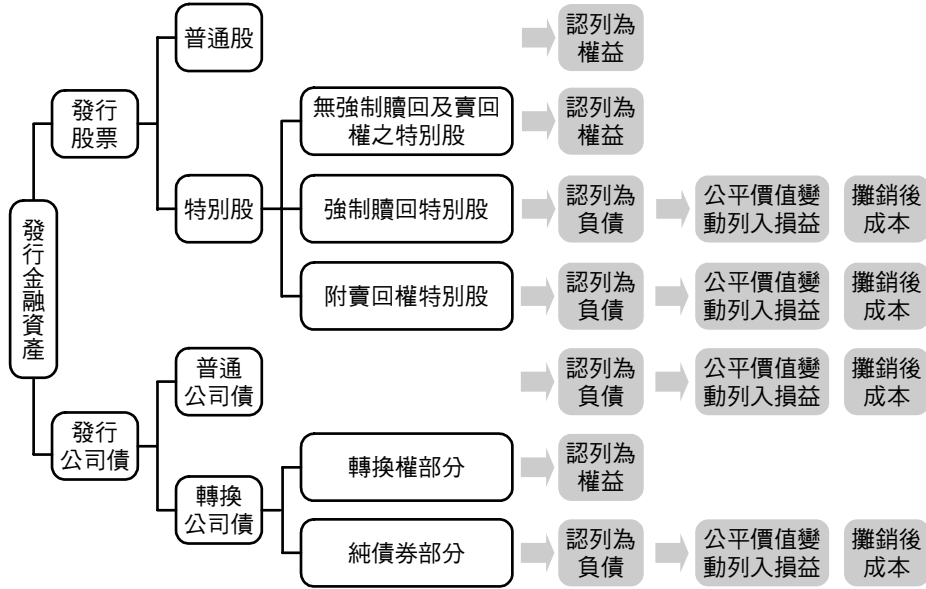 普通股
認列為
權益
發行
股票
無強制贖回及賣回
權之特別股
認列為
權益
特別股
強制贖回特別股
認列為
負債
公平價值變
動列入損益
攤銷後
成本
附賣回權特別股
認列為
負債
公平價值變
動列入損益
攤銷後
成本
發行金融資產
普通
公司債
認列為
負債
公平價值變
動列入損益
攤銷後
成本
發行
公司債
轉換權部分
認列為
權益
轉換
公司債
純債券部分
認列為
負債
公平價值變
動列入損益
攤銷後
成本